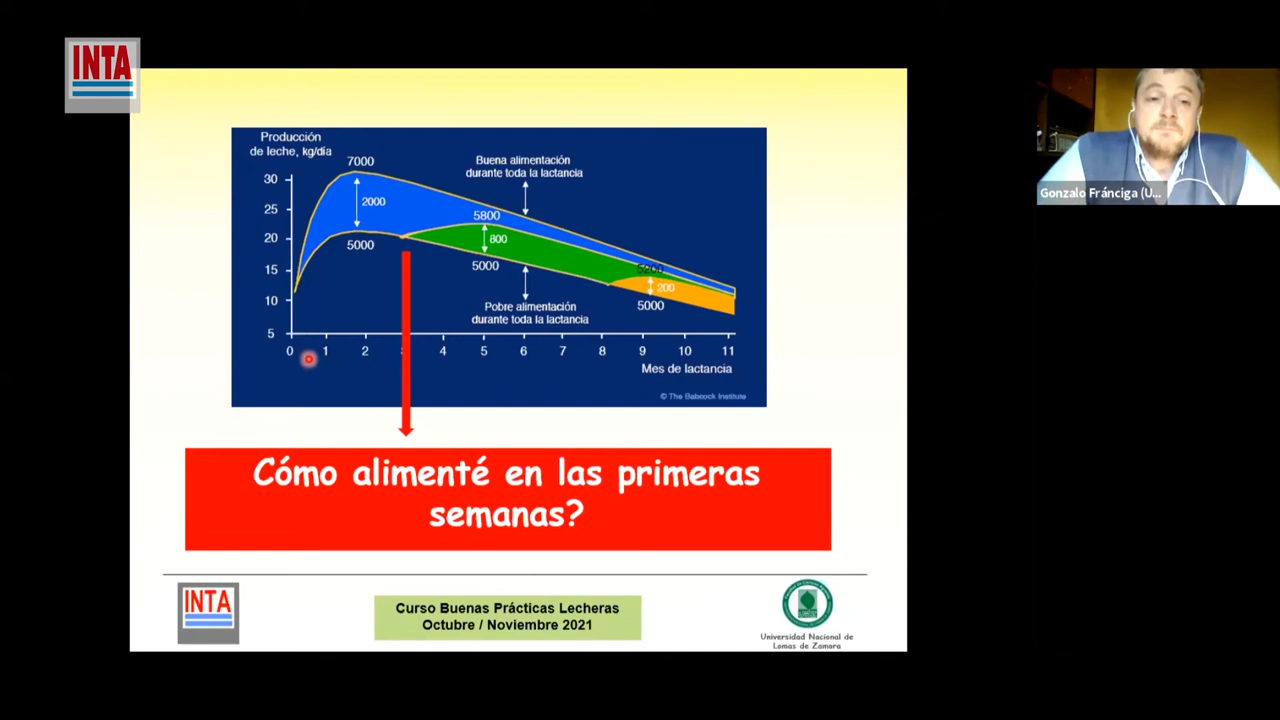 INTA
Producción
de leche, kg/día
7000
Buena alimentación
durante toda la lactancia
30
2000
25
5800
20
800
5000
5000
5200
15
200
10
Pobre alimentación
durante toda la lactancia
5000
5
0 1 2 3 4 5 6 7 8 9 10 11
Mes de lactancia
© The Babcock Institute
Cómo alimenté en las primeras
semanas?
INTA
Curso Buenas Prácticas Lecheras
Octubre / Noviembre 2021
Universidad Nacional de
Lomas de Zamora
Gonzalo Fránciga (U...